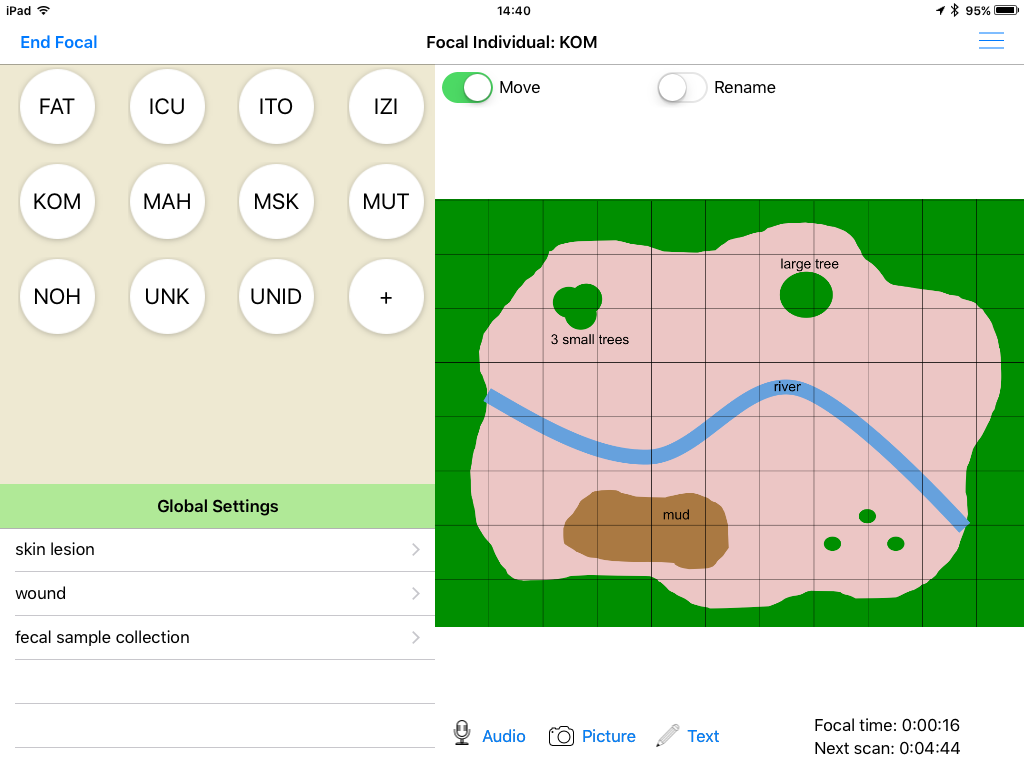 iPad 14:40 95%
End Focal Focal Individual: KOM
FAT ICU ITO IZI
KOM MAH MSK MUT
NOH UNK UNID +
Global Settings
skin lesion
wound
fecal sample collection
Move Rename
large tree
3 small trees
river
mud
Audio Picture Text
Focal time: 0:00:16
Next scan: 0:04:44